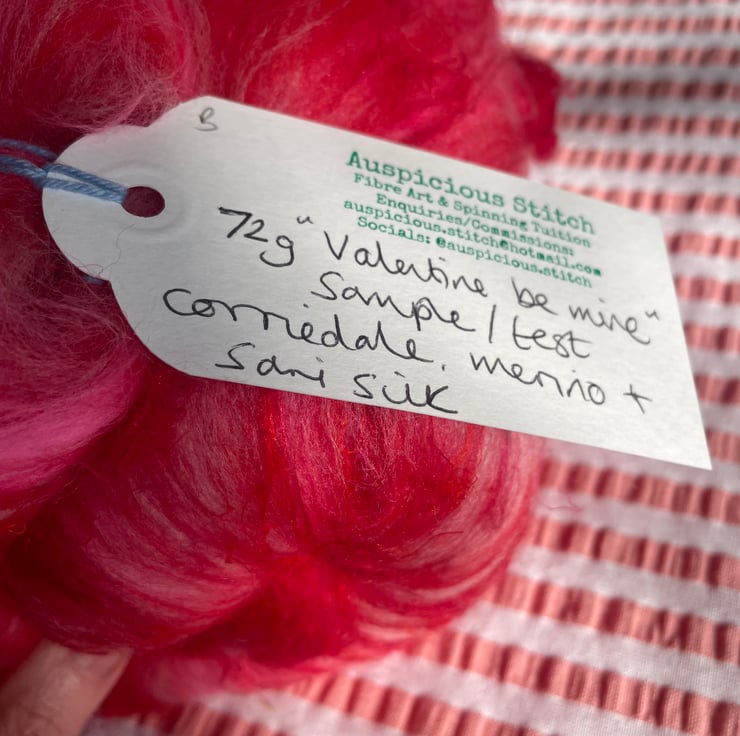 B
Auspicious Stitch
Fibre Art & Spinning Tuition
Enquiries/Commissions:
auspicious.stitch@hotmail.com
Socials: @auspicious.stitch
72g "Valentine be mine"
Sample / test
corriedale, merino +
Sari silk